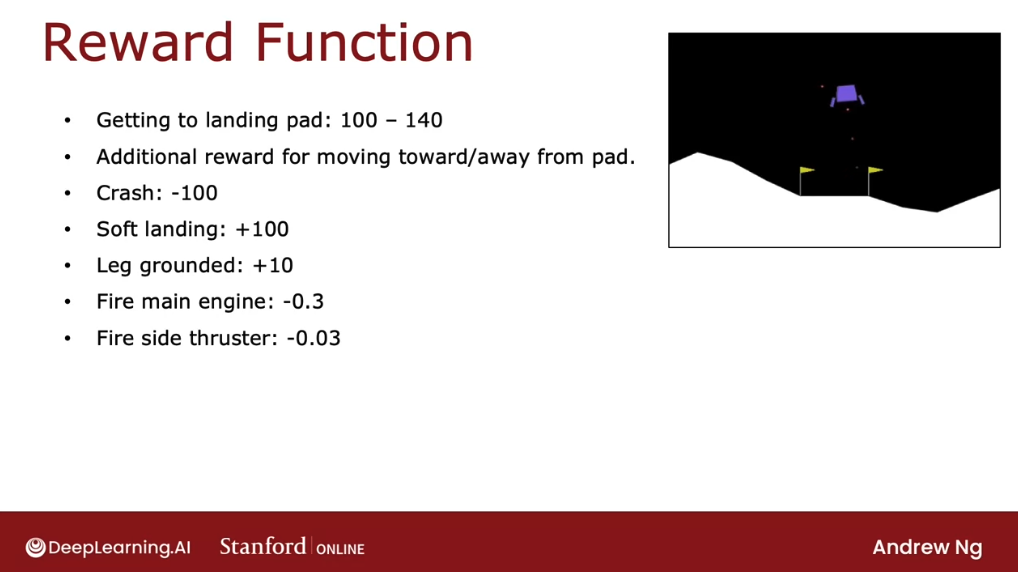 Reward Function
• Getting to landing pad: 100 – 140
• Additional reward for moving toward/away from pad.
• Crash: -100
• Soft landing: +100
• Leg grounded: +10
• Fire main engine: -0.3
• Fire side thruster: -0.03
DeepLearning.AI Stanford | ONLINE Andrew Ng